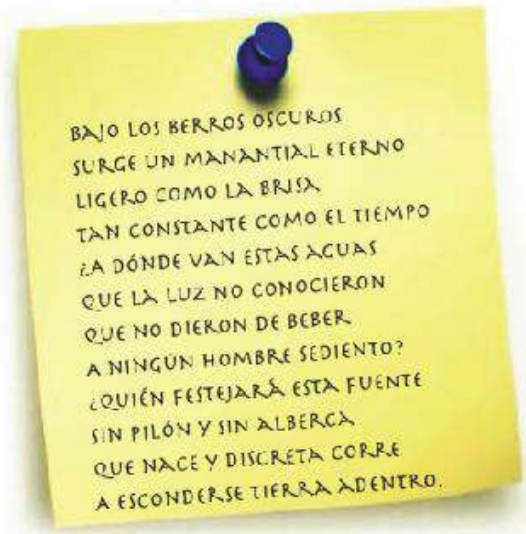 BAJO LOS BERROS OSCUROS
SURGE UN MANANTIAL ETERNO
LIGERO COMO LA BRISA
TAN CONSTANTE COMO EL TIEMPO
¿A DÓNDE VAN ESTAS AGUAS
QUE LA LUZ NO CONOCIERON
QUE NO DIERON DE BEBER
A NINGÚN HOMBRE SEDIENTO?
¿QUIÉN FESTEJARÁ ESTA FUENTE
SIN PILÓN Y SIN ALBERCA
QUE NACE Y DISCRETA CORRE
A ESCONDERSE TIERRA ADENTRO.